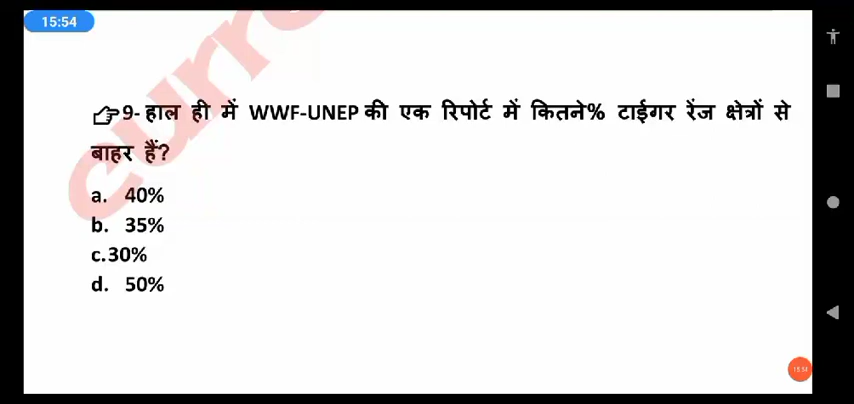 15:54
9- हाल ही में WWF-UNEP की एक रिपोर्ट में कितने% टाईगर रेंज क्षेत्रों से
बाहर हैं?
a. 40%
b. 35%
c.30%
d. 50%